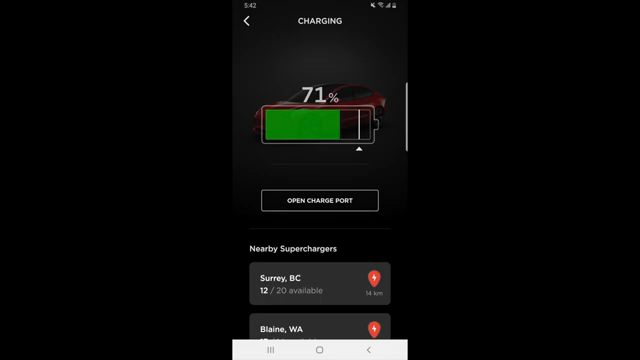 5:42
CHARGING
71%
OPEN CHARGE PORT
Nearby Superchargers
Surrey, BC
12 / 20 available
14 km
Blaine, WA